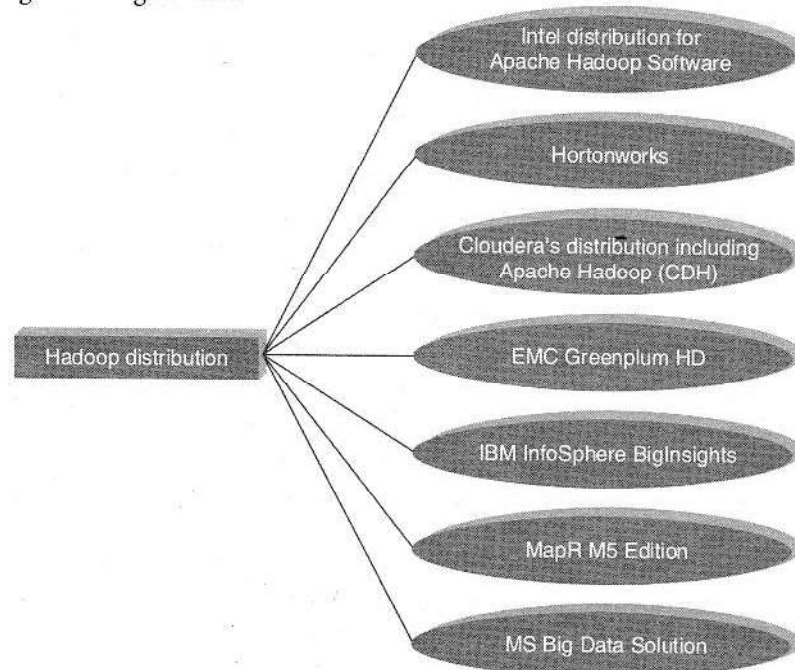 Intel distribution for
Apache Hadoop Software
Hortonworks
Cloudera's distribution including
Apache Hadoop (CDH)
Hadoop distribution
EMC Greenplum HD
IBM InfoSphere BigInsights
MapR M5 Edition
MS Big Data Solution